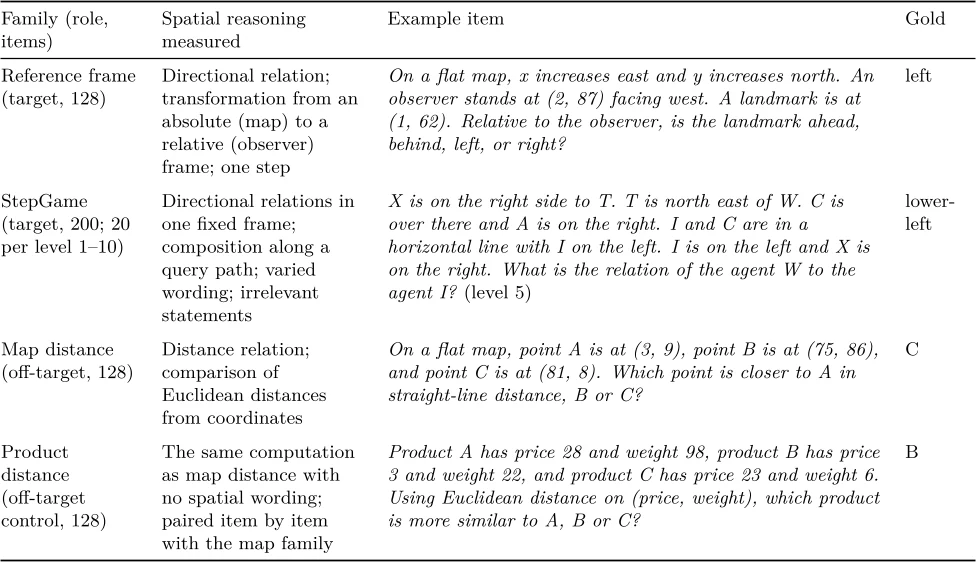 Family (role, items)	Spatial reasoning measured	Example item	Gold
Reference frame (target, 128)	Directional relation; transformation from an absolute (map) to a relative (observer) frame; one step	On a flat map, x increases east and y increases north. An observer stands at (2, 87) facing west. A landmark is at (1, 62). Relative to the observer, is the landmark ahead, behind, left, or right?	left
StepGame (target, 200; 20 per level 1–10)	Directional relations in one fixed frame; composition along a query path; varied wording; irrelevant statements	X is on the right side to T. T is north east of W. C is over there and A is on the right. I and C are in a horizontal line with I on the left. I is on the left and X is on the right. What is the relation of the agent W to the agent I? (level 5)	lower-left
Map distance (off-target, 128)	Distance relation; comparison of Euclidean distances from coordinates	On a flat map, point A is at (3, 9), point B is at (75, 86), and point C is at (81, 8). Which point is closer to A in straight-line distance, B or C?	C
Product distance (off-target control, 128)	The same computation as map distance with no spatial wording; paired item by item with the map family	Product A has price 28 and weight 98, product B has price 3 and weight 22, and product C has price 23 and weight 6. Using Euclidean distance on (price, weight), which product is more similar to A, B or C?	B